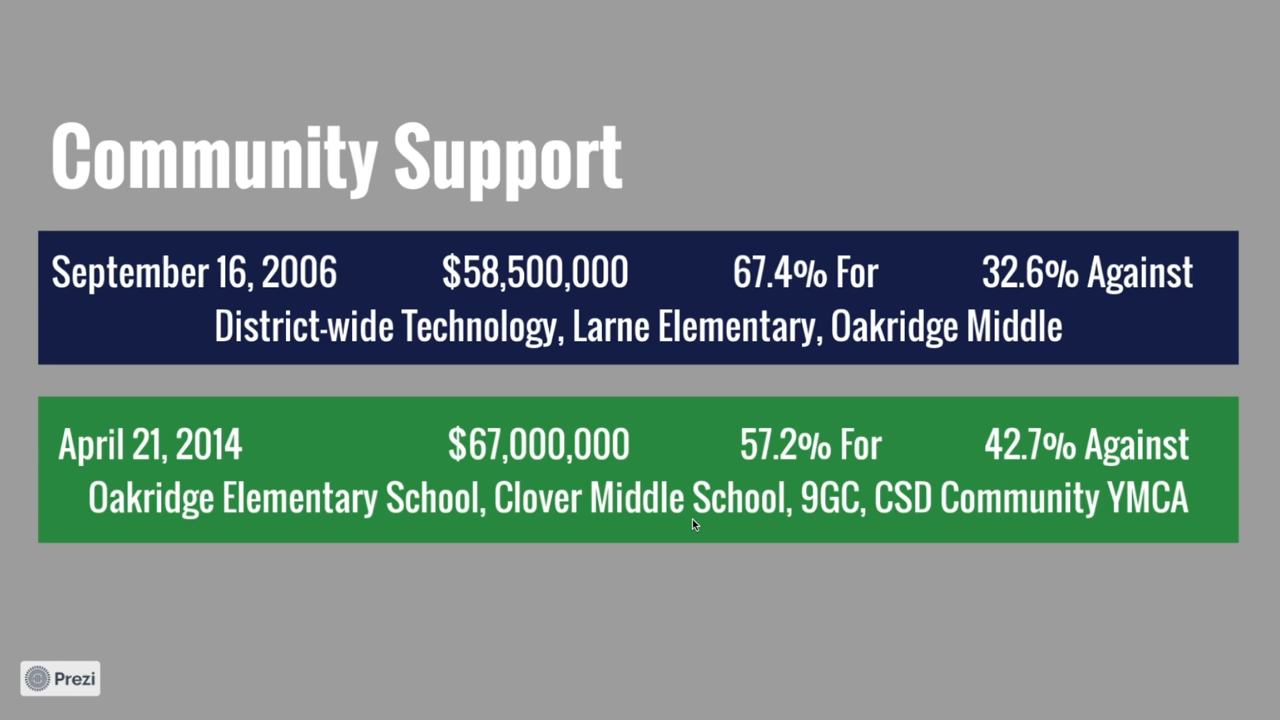 Community Support
September 16, 2006 $58,500,000 67.4% For 32.6% Against
District-wide Technology, Larne Elementary, Oakridge Middle
April 21, 2014 $67,000,000 57.2% For 42.7% Against
Oakridge Elementary School, Clover Middle School, 9GC, CSD Community YMCA
Prezi